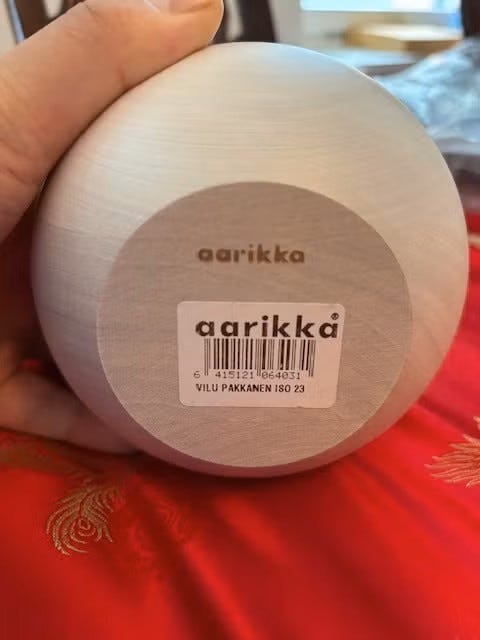 aarikka
aarikka®
6 415121 064031
VILU PAKKANEN ISO 23